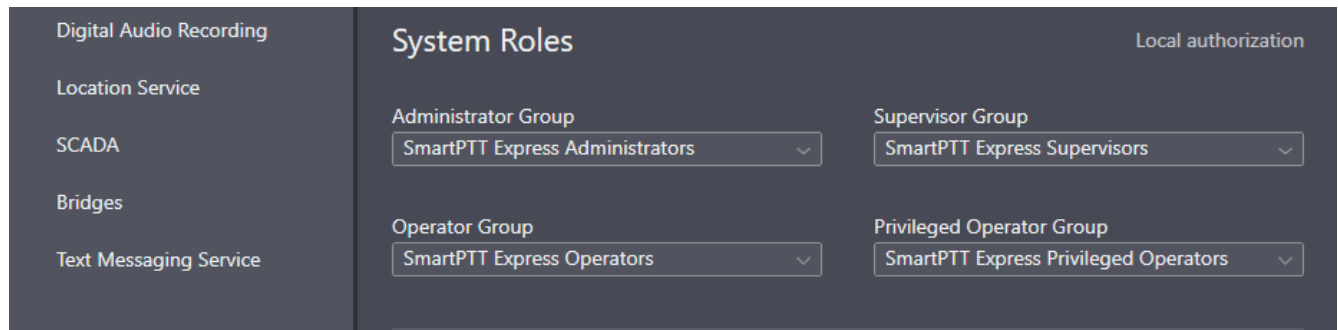 Digital Audio Recording
Location Service
SCADA
Bridges
Text Messaging Service
System Roles
Local authorization
Administrator Group
SmartPTT Express Administrators
Supervisor Group
SmartPTT Express Supervisors
Operator Group
SmartPTT Express Operators
Privileged Operator Group
SmartPTT Express Privileged Operators